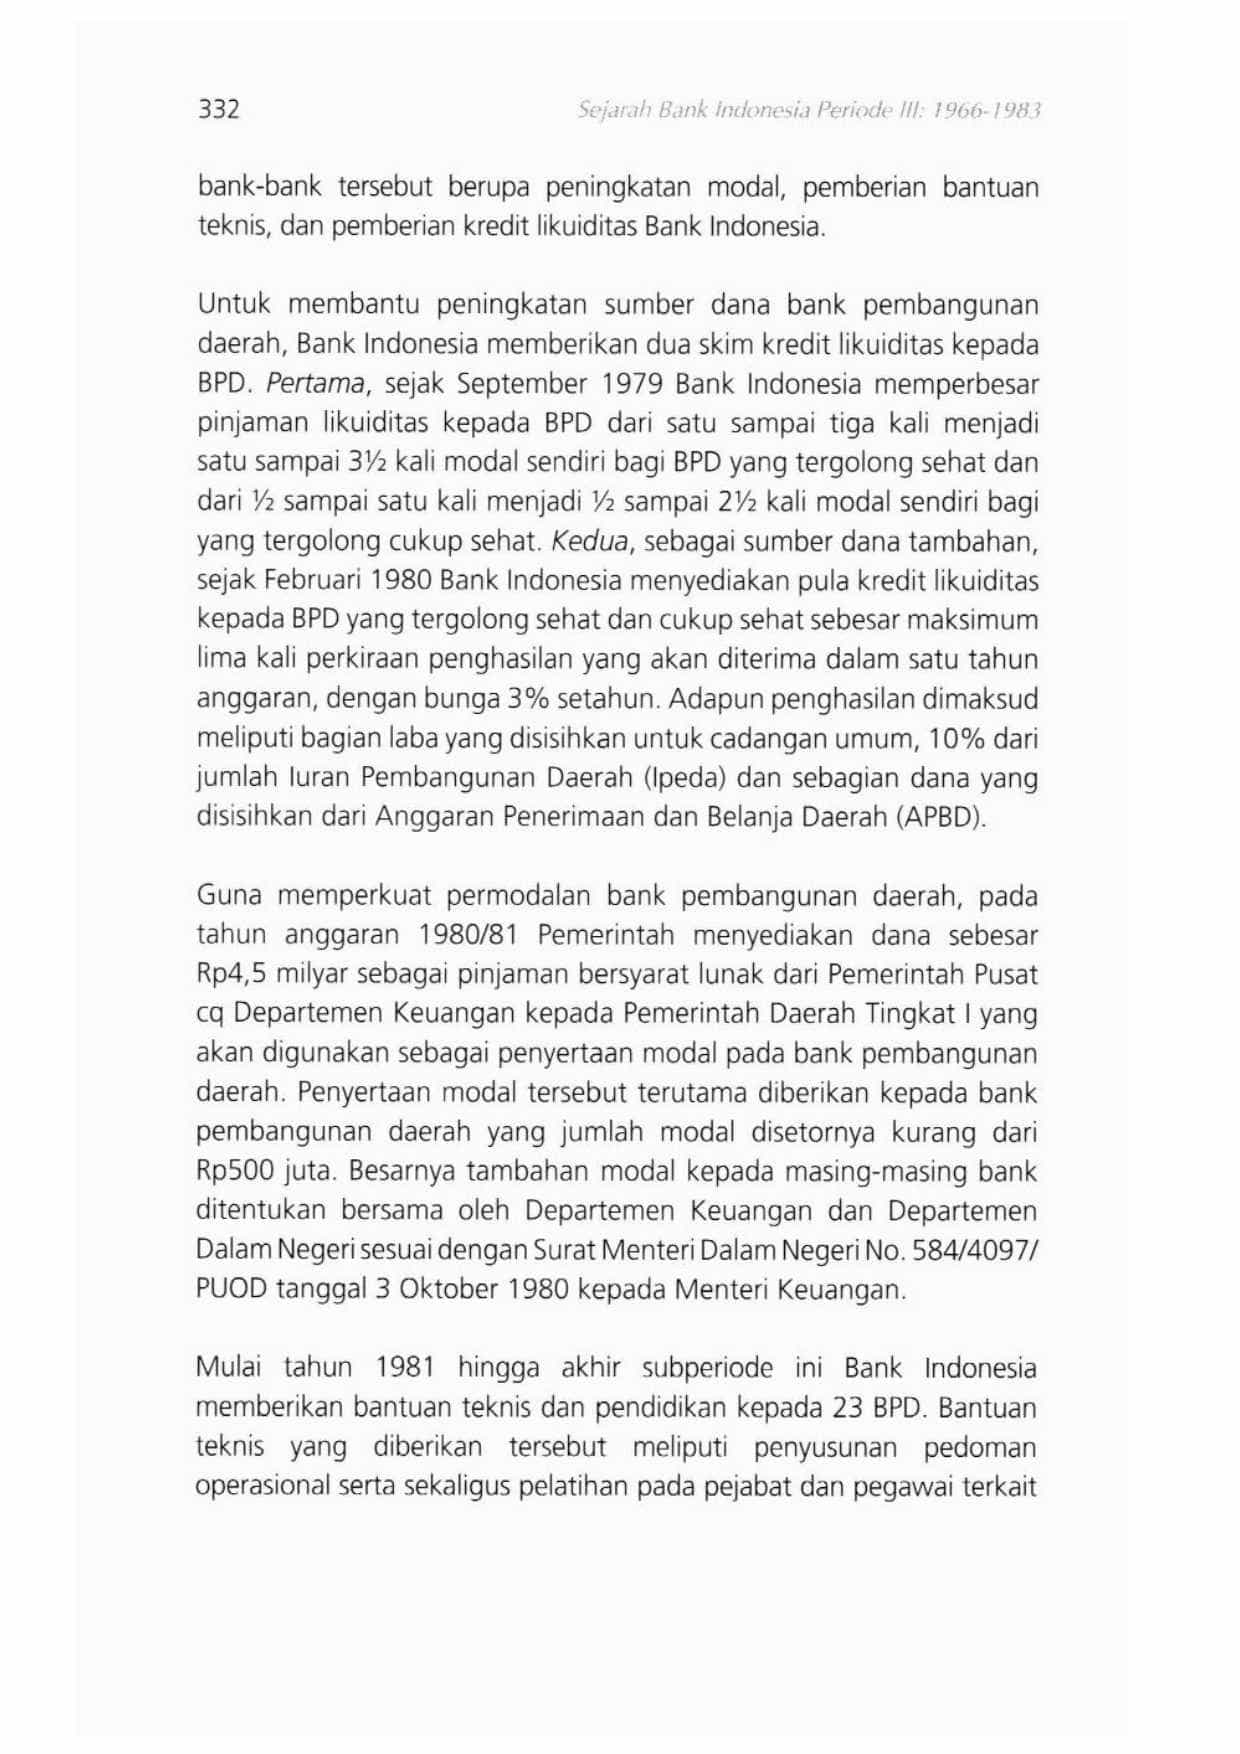 332
Sejarah Bank Indonesia Periode III: 1966-1983
bank-bank tersebut berupa peningkatan modal, pemberian bantuan
teknis, dan pemberian kredit likuiditas Bank Indonesia.
Untuk membantu peningkatan sumber dana bank pembangunan
daerah, Bank Indonesia memberikan dua skim kredit likuiditas kepada
BPD. Pertama, sejak September 1979 Bank Indonesia memperbesar
pinjaman likuiditas kepada BPD dari satu sampai tiga kali menjadi
satu sampai 3½ kali modal sendiri bagi BPD yang tergolong sehat dan
dari ½ sampai satu kali menjadi ½ sampai 2½ kali modal sendiri bagi
yang tergolong cukup sehat. Kedua, sebagai sumber dana tambahan,
sejak Februari 1980 Bank Indonesia menyediakan pula kredit likuiditas
kepada BPD yang tergolong sehat dan cukup sehat sebesar maksimum
lima kali perkiraan penghasilan yang akan diterima dalam satu tahun
anggaran, dengan bunga 3% setahun. Adapun penghasilan dimaksud
meliputi bagian laba yang disisihkan untuk cadangan umum, 10% dari
jumlah Iuran Pembangunan Daerah (Ipeda) dan sebagian dana yang
disisihkan dari Anggaran Penerimaan dan Belanja Daerah (APBD).
Guna memperkuat permodalan bank pembangunan daerah, pada
tahun anggaran 1980/81 Pemerintah menyediakan dana sebesar
Rp4,5 milyar sebagai pinjaman bersyarat lunak dari Pemerintah Pusat
cq Departemen Keuangan kepada Pemerintah Daerah Tingkat I yang
akan digunakan sebagai penyertaan modal pada bank pembangunan
daerah. Penyertaan modal tersebut terutama diberikan kepada bank
pembangunan daerah yang jumlah modal disetornya kurang dari
Rp500 juta. Besarnya tambahan modal kepada masing-masing bank
ditentukan bersama oleh Departemen Keuangan dan Departemen
Dalam Negeri sesuai dengan Surat Menteri Dalam Negeri No. 584/4097/
PUOD tanggal 3 Oktober 1980 kepada Menteri Keuangan.
Mulai tahun 1981 hingga akhir subperiode ini Bank Indonesia
memberikan bantuan teknis dan pendidikan kepada 23 BPD. Bantuan
teknis yang diberikan tersebut meliputi penyusunan pedoman
operasional serta sekaligus pelatihan pada pejabat dan pegawai terkait